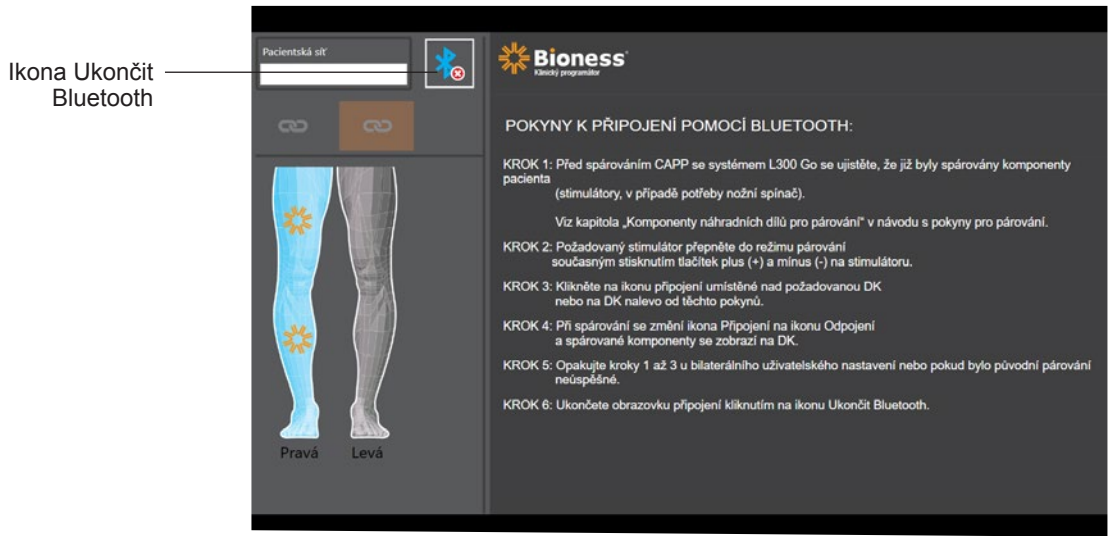 Ikona Ukončit
Bluetooth
Pacientská síť
Bioness
Klinický programátor
POKYNY K PŘIPOJENÍ POMOCÍ BLUETOOTH:
KROK 1: Před spárováním CAPP se systémem L300 Go se ujistěte, že již byly spárovány komponenty
pacienta
(stimulátory, v případě potřeby nožní spínač).
Viz kapitola „Komponenty náhradních dílů pro párování“ v návodu s pokyny pro párování.
KROK 2: Požadovaný stimulátor přepněte do režimu párování
současným stisknutím tlačítek plus (+) a mínus (-) na stimulátoru.
KROK 3: Klikněte na ikonu připojení umístěné nad požadovanou DK
nebo na DK nalevo od těchto pokynů.
KROK 4: Při spárování se změní ikona Připojení na ikonu Odpojení
a spárované komponenty se zobrazí na DK.
KROK 5: Opakujte kroky 1 až 3 u bilaterálního uživatelského nastavení nebo pokud bylo původní párování
neúspěšné.
KROK 6: Ukončete obrazovku připojení kliknutím na ikonu Ukončit Bluetooth.
Pravá Levá